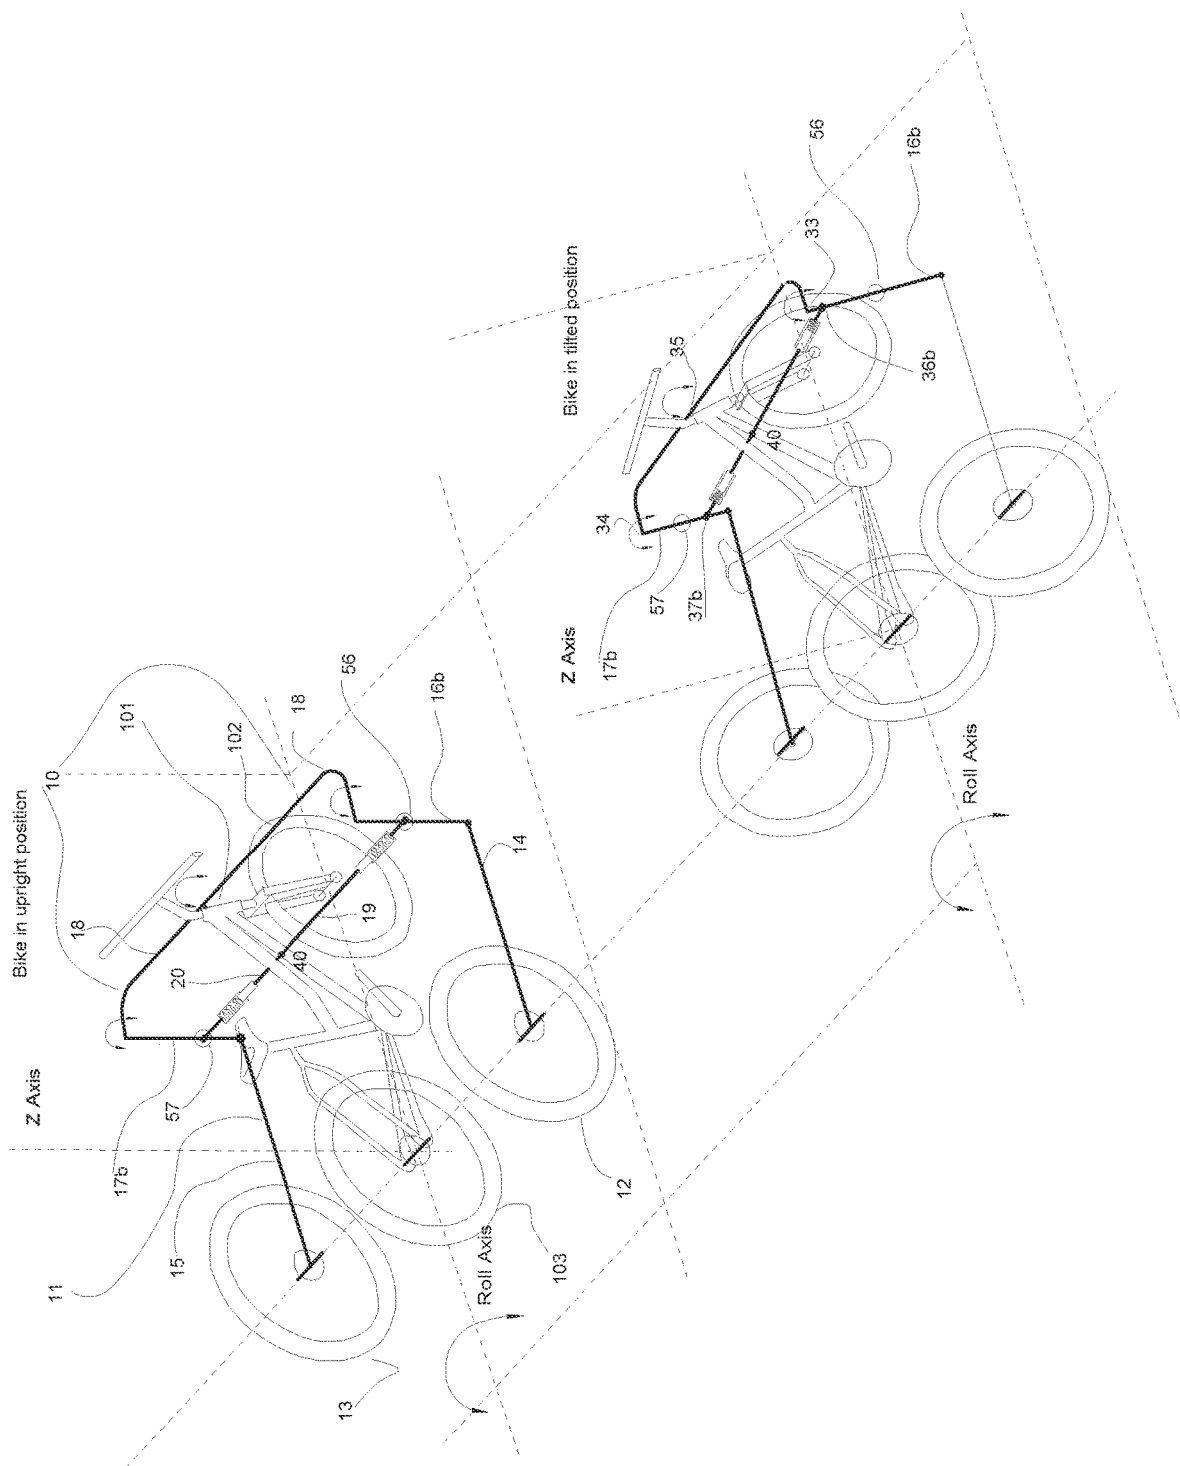 Bike in upright position
Z Axis
10
101
102
18
18
56
16b
20
19
40
14
57
17b
15
11
12
103
13
Roll Axis
Bike in tilted position
Z Axis
56
16b
33
35
36b
40
34
57
37b
17b
Roll Axis